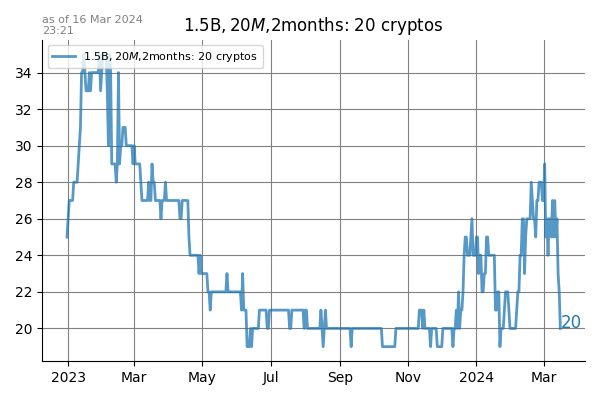 as of 16 Mar 2024
23:21
1.5B, 20M,2months: 20 cryptos
1.5B, 20M,2months: 20 cryptos
34
32
30
28
26
24
22
20
20
2023
Mar
May
Jul
Sep
Nov
2024
Mar